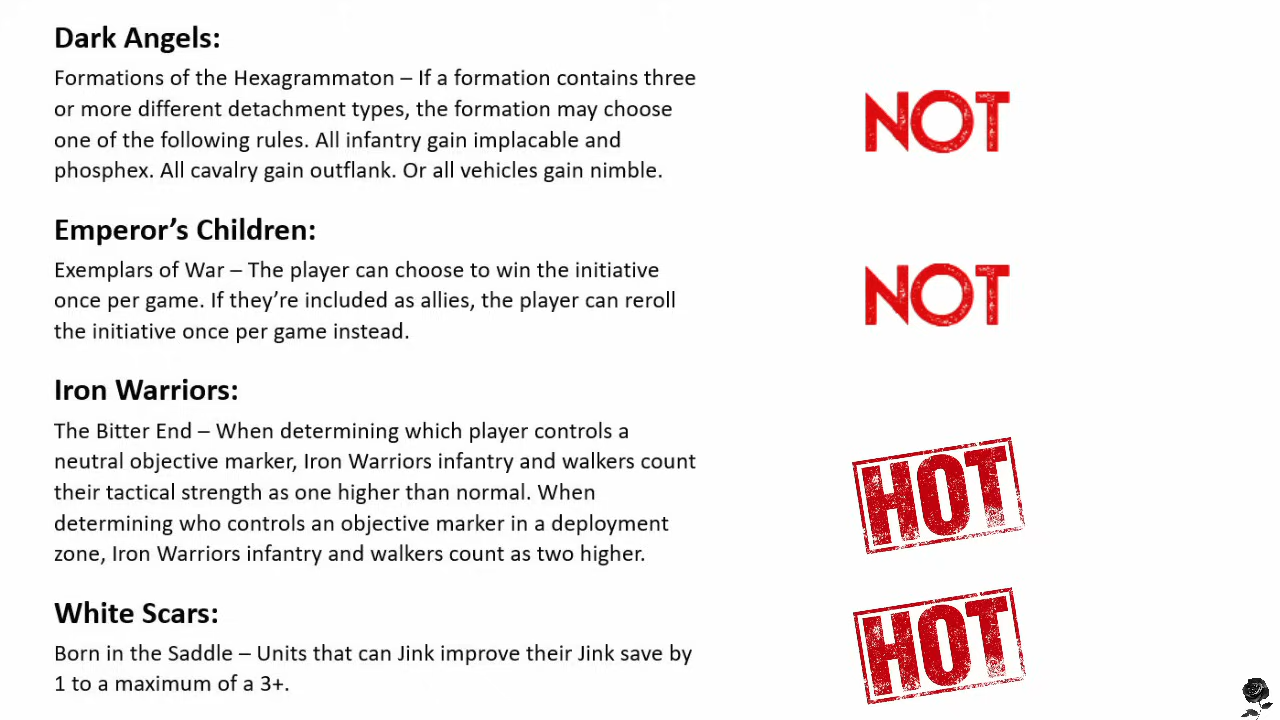 Dark Angels:
Formations of the Hexagrammaton – If a formation contains three
or more different detachment types, the formation may choose
one of the following rules. All infantry gain implacable and
phosphex. All cavalry gain outflank. Or all vehicles gain nimble.
NOT
Emperor’s Children:
Exemplars of War – The player can choose to win the initiative
once per game. If they’re included as allies, the player can reroll
the initiative once per game instead.
NOT
Iron Warriors:
The Bitter End – When determining which player controls a
neutral objective marker, Iron Warriors infantry and walkers count
their tactical strength as one higher than normal. When
determining who controls an objective marker in a deployment
zone, Iron Warriors infantry and walkers count as two higher.
HOT
White Scars:
Born in the Saddle – Units that can Jink improve their Jink save by
1 to a maximum of a 3+.
HOT